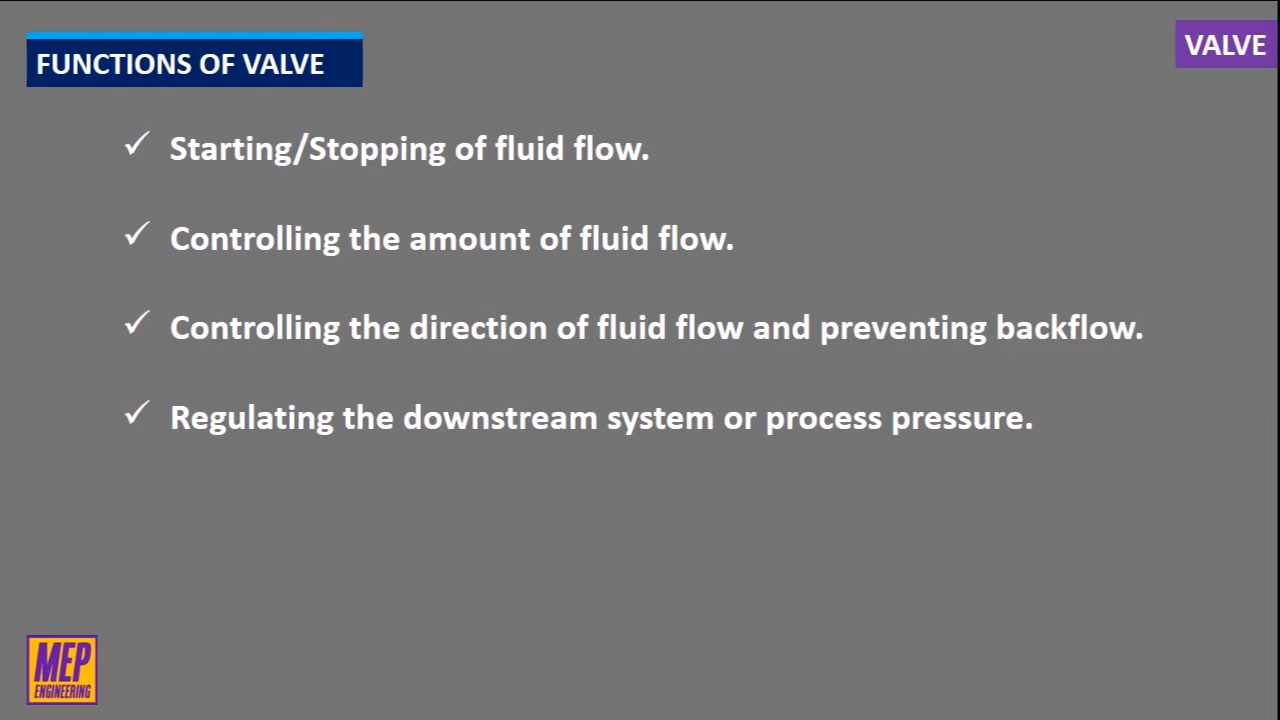 FUNCTIONS OF VALVE
VALVE
✓ Starting/Stopping of fluid flow.
✓ Controlling the amount of fluid flow.
✓ Controlling the direction of fluid flow and preventing backflow.
✓ Regulating the downstream system or process pressure.
MEP
ENGINEERING